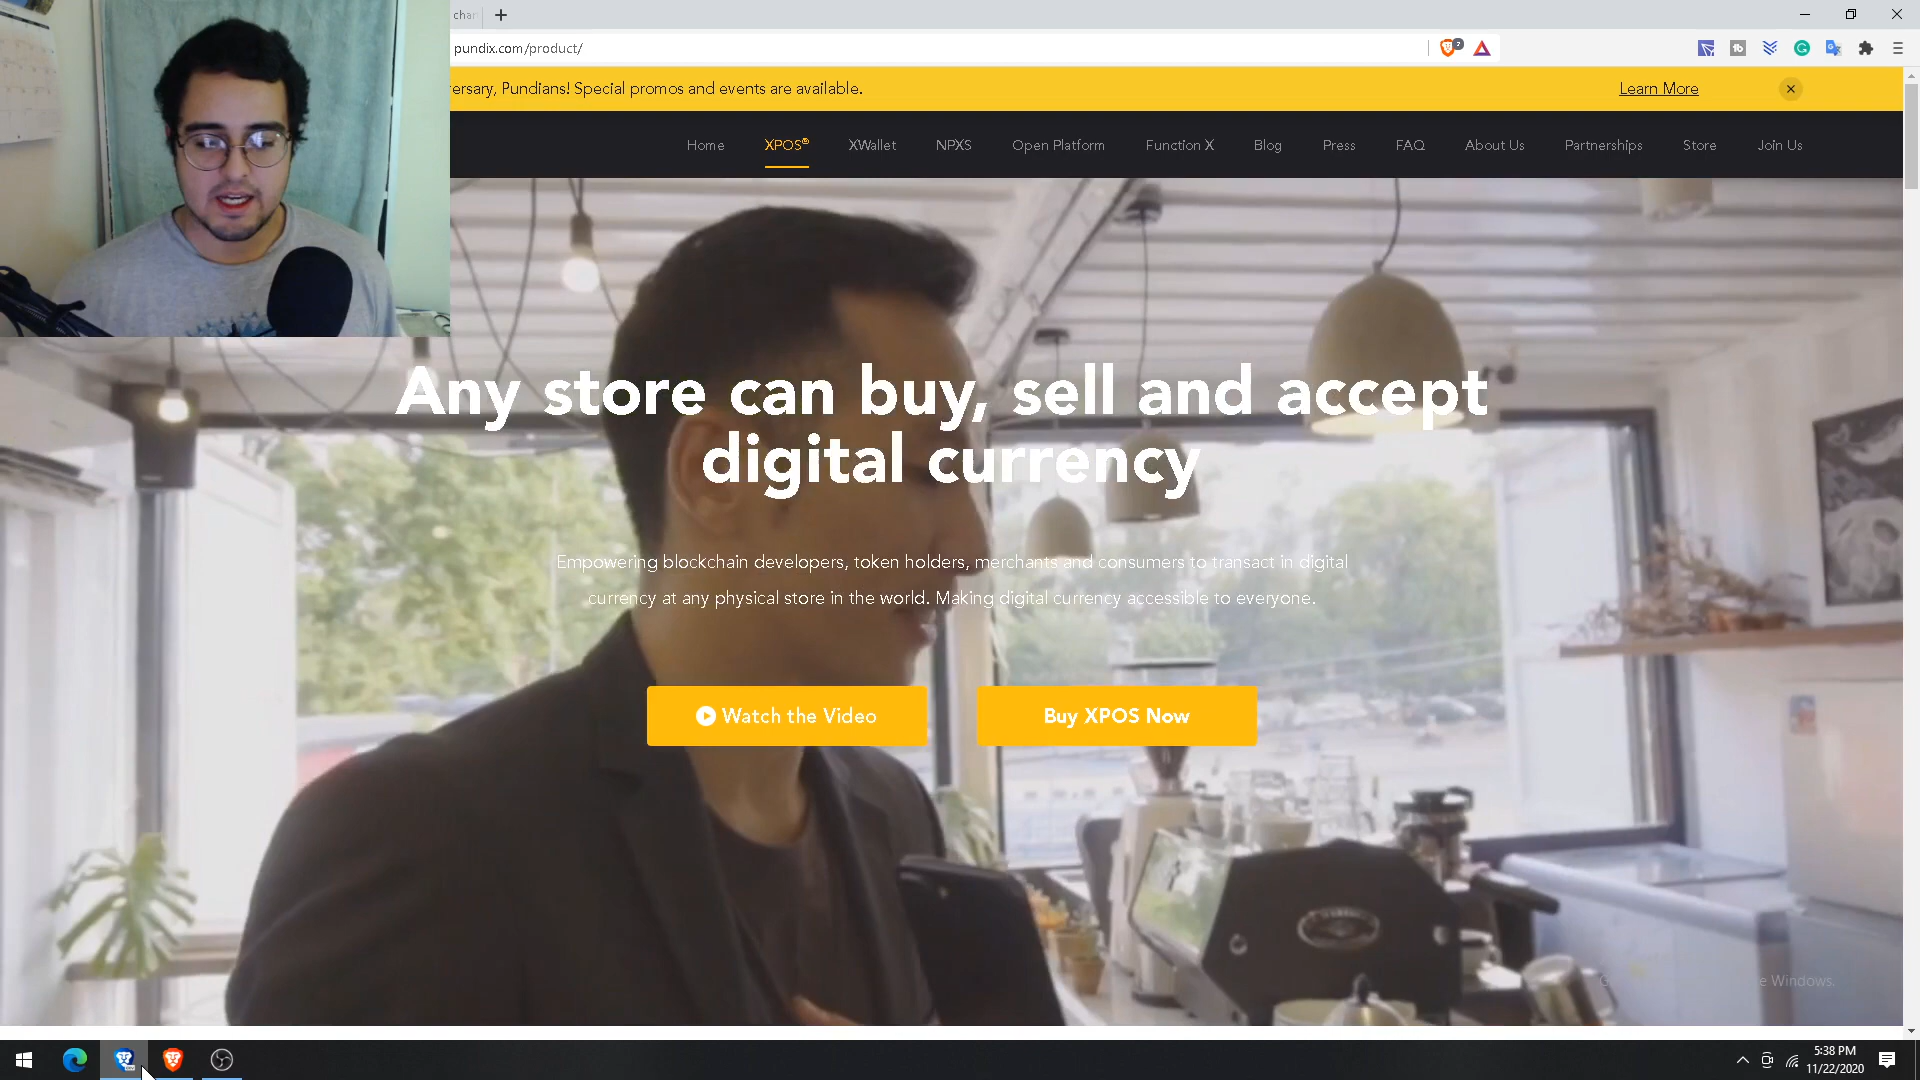 char
pundix.com/product/
2
ersary, Pundians! Special promos and events are available.
Learn More
Home
XPOS®
XWallet
NPXS
Open Platform
Function X
Blog
Press
FAQ
About Us
Partnerships
Store
Join Us
Any store can buy, sell and accept
digital currency
Empowering blockchain developers, token holders, merchants and consumers to transact in digital
currency at any physical store in the world. Making digital currency accessible to everyone.
Watch the Video
Buy XPOS Now
e Windows.
5:38 PM
11/22/2020